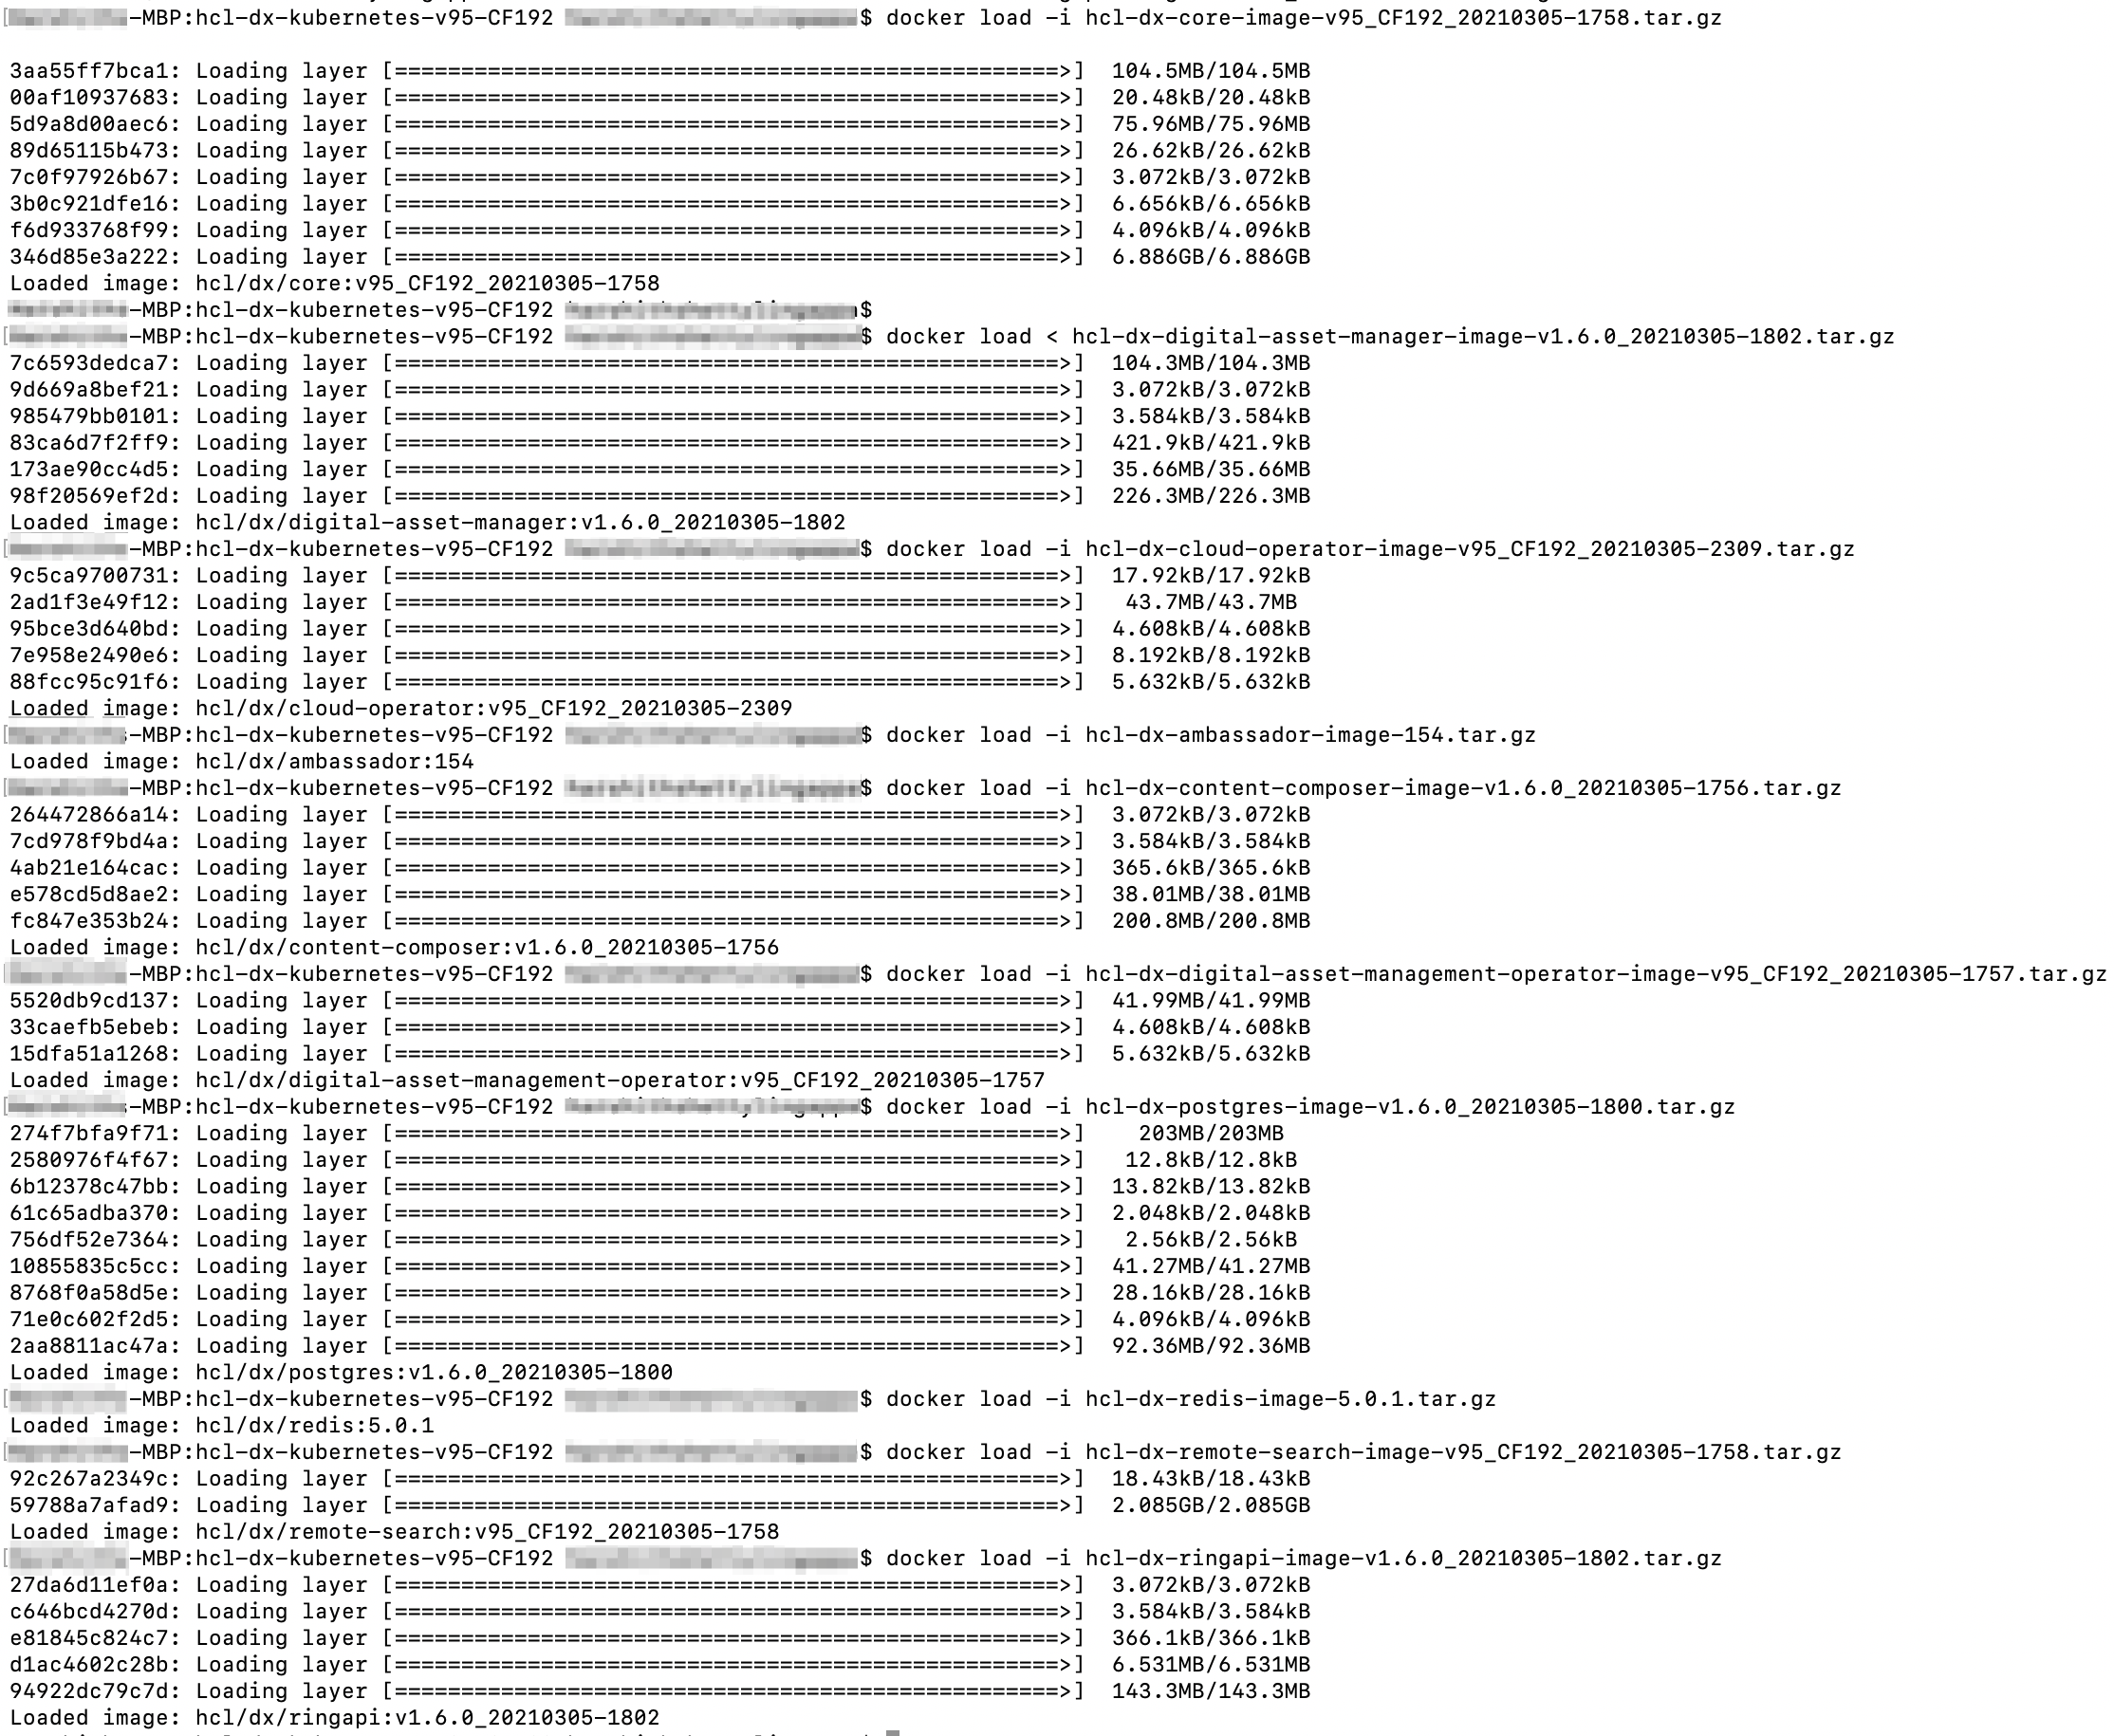 -MBP:hcl-dx-kubernetes-v95-CF192 $ docker load -i hcl-dx-core-image-v95_CF192_20210305-1758.tar.gz
3aa55ff7bca1: Loading layer [==================================================>]  104.5MB/104.5MB
00af10937683: Loading layer [==================================================>]  20.48kB/20.48kB
5d9a8d00aec6: Loading layer [==================================================>]  75.96MB/75.96MB
89d65115b473: Loading layer [==================================================>]  26.62kB/26.62kB
7c0f97926b67: Loading layer [==================================================>]  3.072kB/3.072kB
3b0c921dfe16: Loading layer [==================================================>]  6.656kB/6.656kB
f6d933768f99: Loading layer [==================================================>]  4.096kB/4.096kB
346d85e3a222: Loading layer [==================================================>]  6.886GB/6.886GB
Loaded image: hcl/dx/core:v95_CF192_20210305-1758
-MBP:hcl-dx-kubernetes-v95-CF192 $
-MBP:hcl-dx-kubernetes-v95-CF192 $ docker load < hcl-dx-digital-asset-manager-image-v1.6.0_20210305-1802.tar.gz
7c6593dedca7: Loading layer [==================================================>]  104.3MB/104.3MB
9d669a8bef21: Loading layer [==================================================>]  3.072kB/3.072kB
985479bb0101: Loading layer [==================================================>]  3.584kB/3.584kB
83ca6d7f2ff9: Loading layer [==================================================>]  421.9kB/421.9kB
173ae90cc4d5: Loading layer [==================================================>]  35.66MB/35.66MB
98f20569ef2d: Loading layer [==================================================>]  226.3MB/226.3MB
Loaded image: hcl/dx/digital-asset-manager:v1.6.0_20210305-1802
-MBP:hcl-dx-kubernetes-v95-CF192 $ docker load -i hcl-dx-cloud-operator-image-v95_CF192_20210305-2309.tar.gz
9c5ca9700731: Loading layer [==================================================>]  17.92kB/17.92kB
2ad1f3e49f12: Loading layer [==================================================>]   43.7MB/43.7MB
95bce3d640bd: Loading layer [==================================================>]  4.608kB/4.608kB
7e958e2490e6: Loading layer [==================================================>]  8.192kB/8.192kB
88fcc95c91f6: Loading layer [==================================================>]  5.632kB/5.632kB
Loaded image: hcl/dx/cloud-operator:v95_CF192_20210305-2309
-MBP:hcl-dx-kubernetes-v95-CF192 $ docker load -i hcl-dx-ambassador-image-154.tar.gz
Loaded image: hcl/dx/ambassador:154
-MBP:hcl-dx-kubernetes-v95-CF192 $ docker load -i hcl-dx-content-composer-image-v1.6.0_20210305-1756.tar.gz
264472866a14: Loading layer [==================================================>]  3.072kB/3.072kB
7cd978f9bd4a: Loading layer [==================================================>]  3.584kB/3.584kB
4ab21e164cac: Loading layer [==================================================>]  365.6kB/365.6kB
e578cd5d8ae2: Loading layer [==================================================>]  38.01MB/38.01MB
fc847e353b24: Loading layer [==================================================>]  200.8MB/200.8MB
Loaded image: hcl/dx/content-composer:v1.6.0_20210305-1756
-MBP:hcl-dx-kubernetes-v95-CF192 $ docker load -i hcl-dx-digital-asset-management-operator-image-v95_CF192_20210305-1757.tar.gz
5520db9cd137: Loading layer [==================================================>]  41.99MB/41.99MB
33caefb5ebeb: Loading layer [==================================================>]  4.608kB/4.608kB
15dfa51a1268: Loading layer [==================================================>]  5.632kB/5.632kB
Loaded image: hcl/dx/digital-asset-management-operator:v95_CF192_20210305-1757
-MBP:hcl-dx-kubernetes-v95-CF192 $ docker load -i hcl-dx-postgres-image-v1.6.0_20210305-1800.tar.gz
274f7bfa9f71: Loading layer [==================================================>]    203MB/203MB
2580976f4f67: Loading layer [==================================================>]   12.8kB/12.8kB
6b12378c47bb: Loading layer [==================================================>]  13.82kB/13.82kB
61c65adba370: Loading layer [==================================================>]  2.048kB/2.048kB
756df52e7364: Loading layer [==================================================>]   2.56kB/2.56kB
10855835c5cc: Loading layer [==================================================>]  41.27MB/41.27MB
8768f0a58d5e: Loading layer [==================================================>]  28.16kB/28.16kB
71e0c602f2d5: Loading layer [==================================================>]  4.096kB/4.096kB
2aa8811ac47a: Loading layer [==================================================>]  92.36MB/92.36MB
Loaded image: hcl/dx/postgres:v1.6.0_20210305-1800
-MBP:hcl-dx-kubernetes-v95-CF192 $ docker load -i hcl-dx-redis-image-5.0.1.tar.gz
Loaded image: hcl/dx/redis:5.0.1
-MBP:hcl-dx-kubernetes-v95-CF192 $ docker load -i hcl-dx-remote-search-image-v95_CF192_20210305-1758.tar.gz
92c267a2349c: Loading layer [==================================================>]  18.43kB/18.43kB
59788a7afad9: Loading layer [==================================================>]  2.085GB/2.085GB
Loaded image: hcl/dx/remote-search:v95_CF192_20210305-1758
-MBP:hcl-dx-kubernetes-v95-CF192 $ docker load -i hcl-dx-ringapi-image-v1.6.0_20210305-1802.tar.gz
27da6d11ef0a: Loading layer [==================================================>]  3.072kB/3.072kB
c646bcd4270d: Loading layer [==================================================>]  3.584kB/3.584kB
e81845c824c7: Loading layer [==================================================>]  366.1kB/366.1kB
d1ac4602c28b: Loading layer [==================================================>]  6.531MB/6.531MB
94922dc79c7d: Loading layer [==================================================>]  143.3MB/143.3MB
Loaded image: hcl/dx/ringapi:v1.6.0_20210305-1802